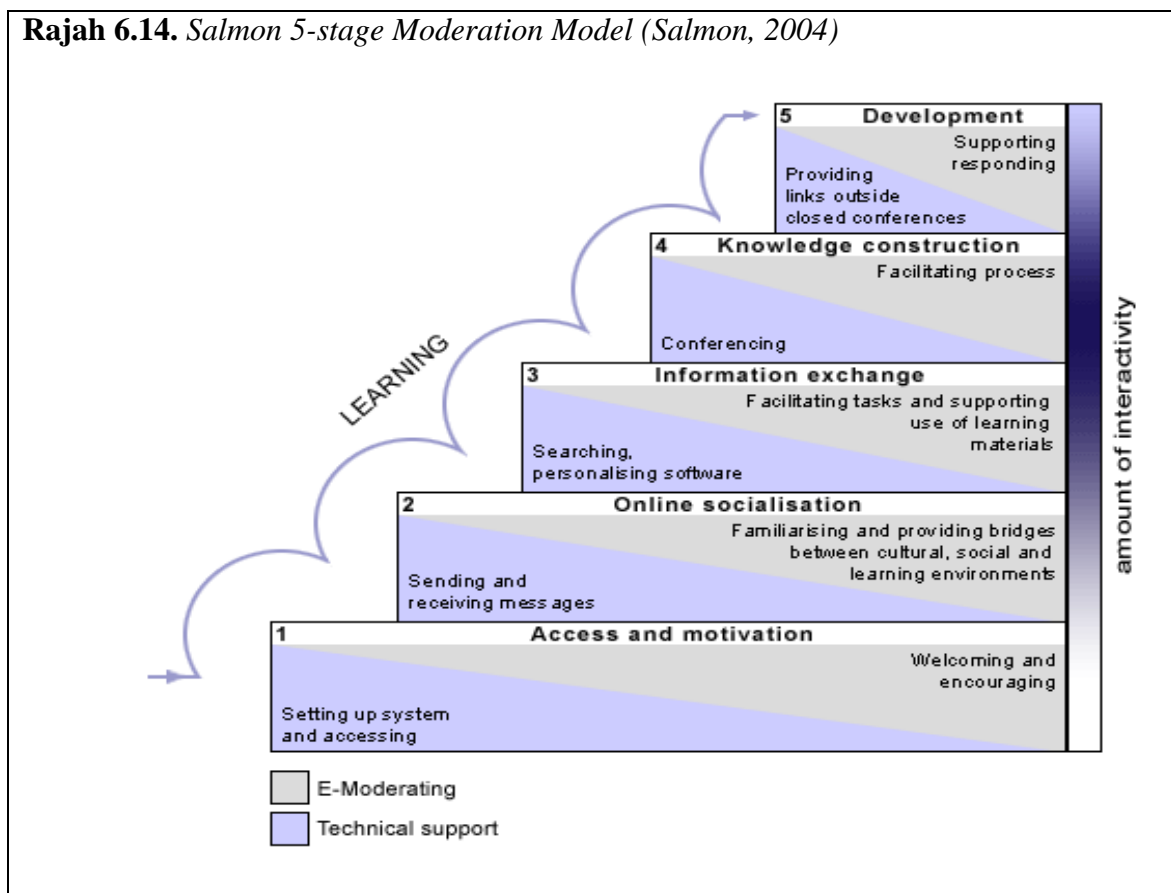 Rajah 6.14. Salmon 5-stage Moderation Model (Salmon, 2004)
5 Development
Supporting
responding
Providing
links outside
closed conferences
4 Knowledge construction
Facilitating process
Conferencing
3 Information exchange
Facilitating tasks and supporting
use of learning
materials
Searching,
personalising software
2 Online socialisation
Familiarising and providing bridges
between cultural, social and
learning environments
Sending and
receiving messages
1 Access and motivation
Welcoming and
encouraging
Setting up system
and accessing
LEARNING
amount of interactivity
E-Moderating
Technical support